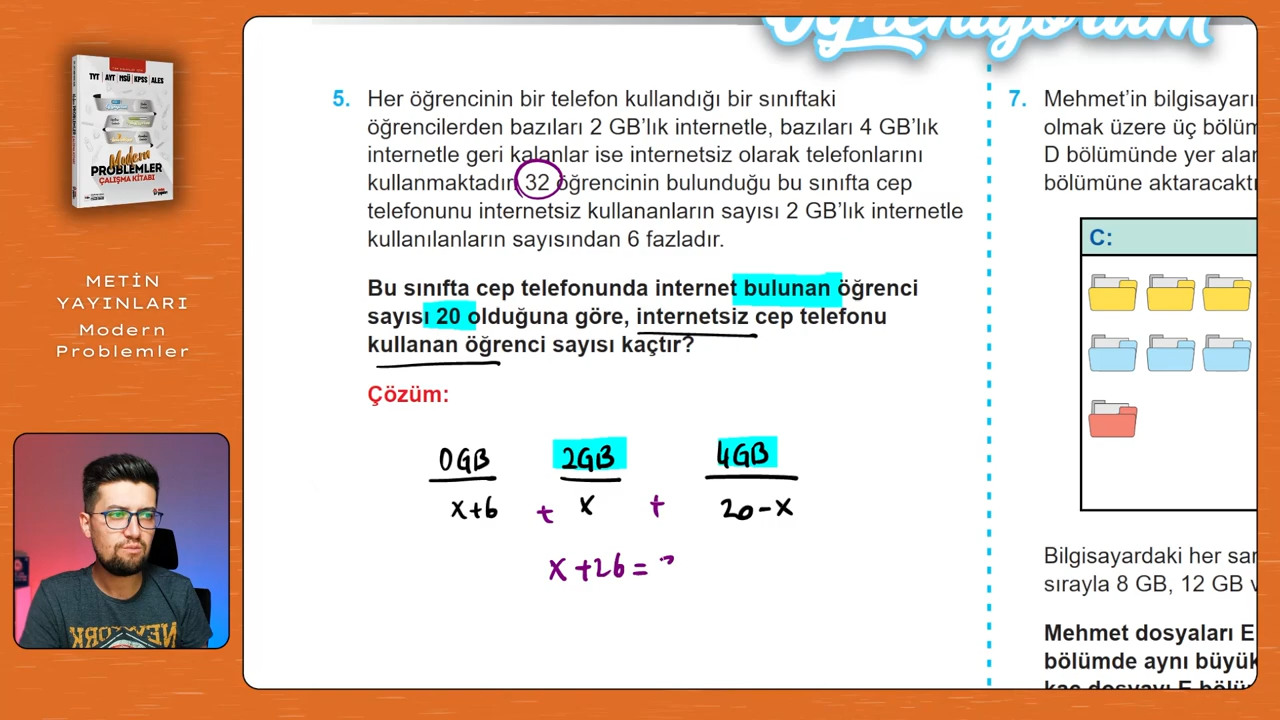 TYT AYT MSÜ KPSS ALES
Modern
PROBLEMLER
ÇALIŞMA KİTABI
METİN
YAYINLARI
Modern
Problemler
öğreniyorum
5. Her öğrencinin bir telefon kullandığı bir sınıftaki
öğrencilerden bazıları 2 GB’lık internetle, bazıları 4 GB’lık
internetle geri kalanlar ise internetsiz olarak telefonlarını
kullanmaktadır. 32 öğrencinin bulunduğu bu sınıfta cep
telefonunu internetsiz kullananların sayısı 2 GB’lık internetle
kullanılanların sayısından 6 fazladır.
Bu sınıfta cep telefonunda internet bulunan öğrenci
sayısı 20 olduğuna göre, internetsiz cep telefonu
kullanan öğrenci sayısı kaçtır?
Çözüm:
0GB 2GB 4GB
x+6 + x + 20-x
x+26=
7. Mehmet’in bilgisayarı
olmak üzere üç bölüm
D bölümünde yer alar
bölümüne aktaracaktı
C:
Bilgisayardaki her sar
sırayla 8 GB, 12 GB v
Mehmet dosyaları E
bölümde aynı büyük
kaç dosyayı E bölü
NEW YORK